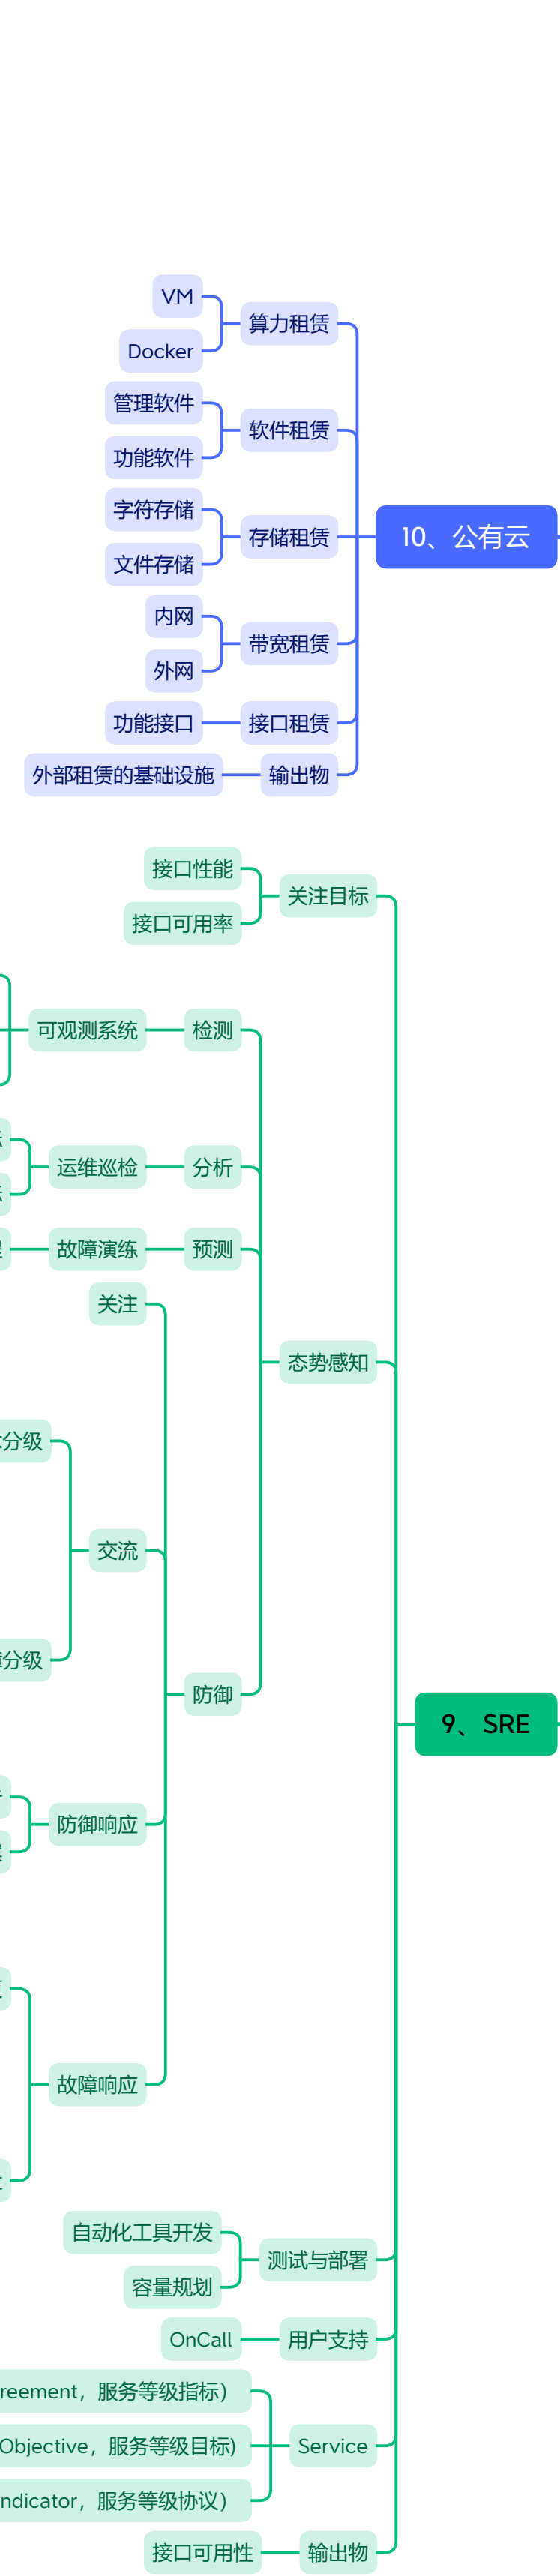 VM
算力租赁
Docker
管理软件
软件租赁
功能软件
字符存储
存储租赁
10、公有云
文件存储
内网
带宽租赁
外网
功能接口
接口租赁
外部租赁的基础设施
输出物
接口性能
关注目标
接口可用率
可观测系统
检测
运维巡检
分析
故障演练
预测
关注
态势感知
分级
交流
分级
防御
9、SRE
防御响应
故障响应
自动化工具开发
测试与部署
容量规划
OnCall
用户支持
reement，服务等级指标）
Objective，服务等级目标)
Service
ndicator，服务等级协议）
接口可用性
输出物